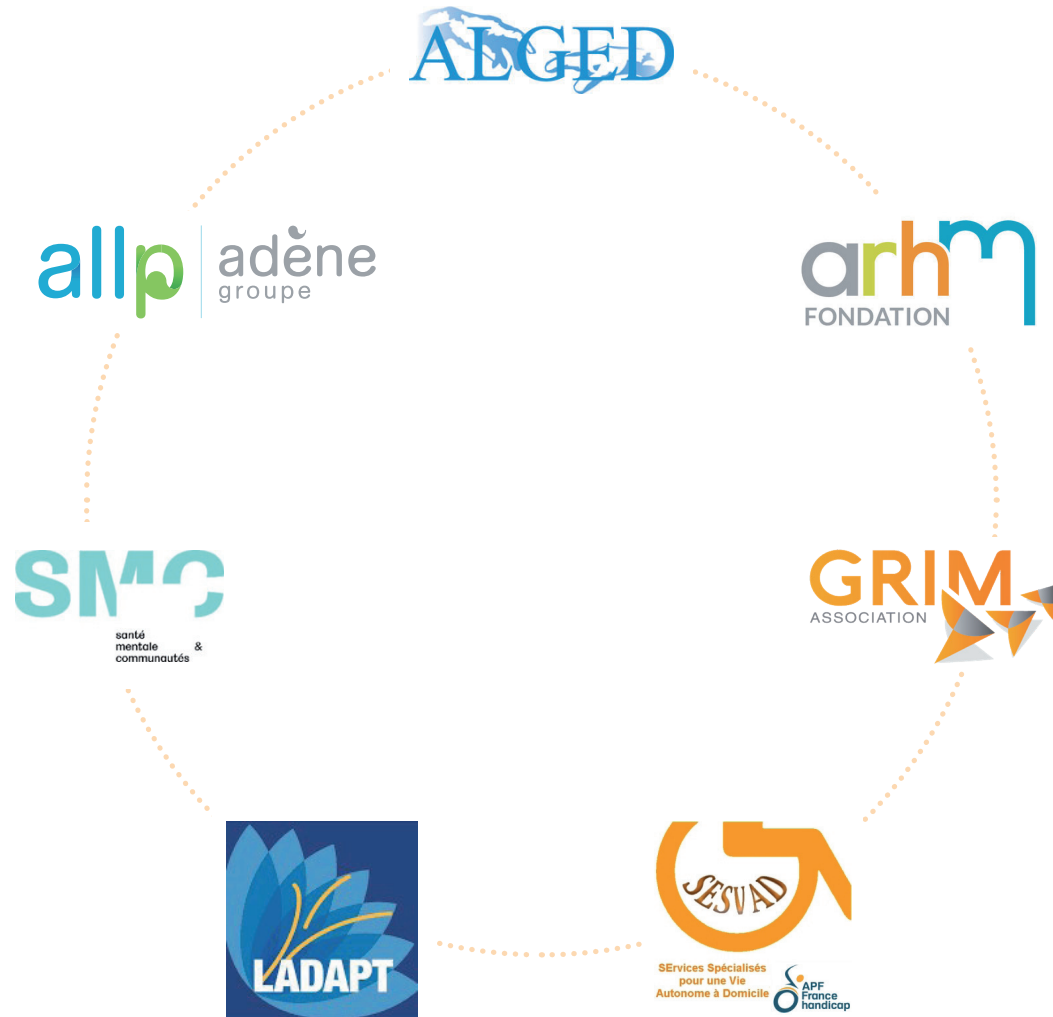 ALGED
allp adène
groupe
arhm
FONDATION
SMC
santé
mentale &
communautés
GRIM
ASSOCIATION
LADAPT
SESVAD
SErvices Spécialisés
pour une Vie
Autonome à Domicile
APF
France
handicap